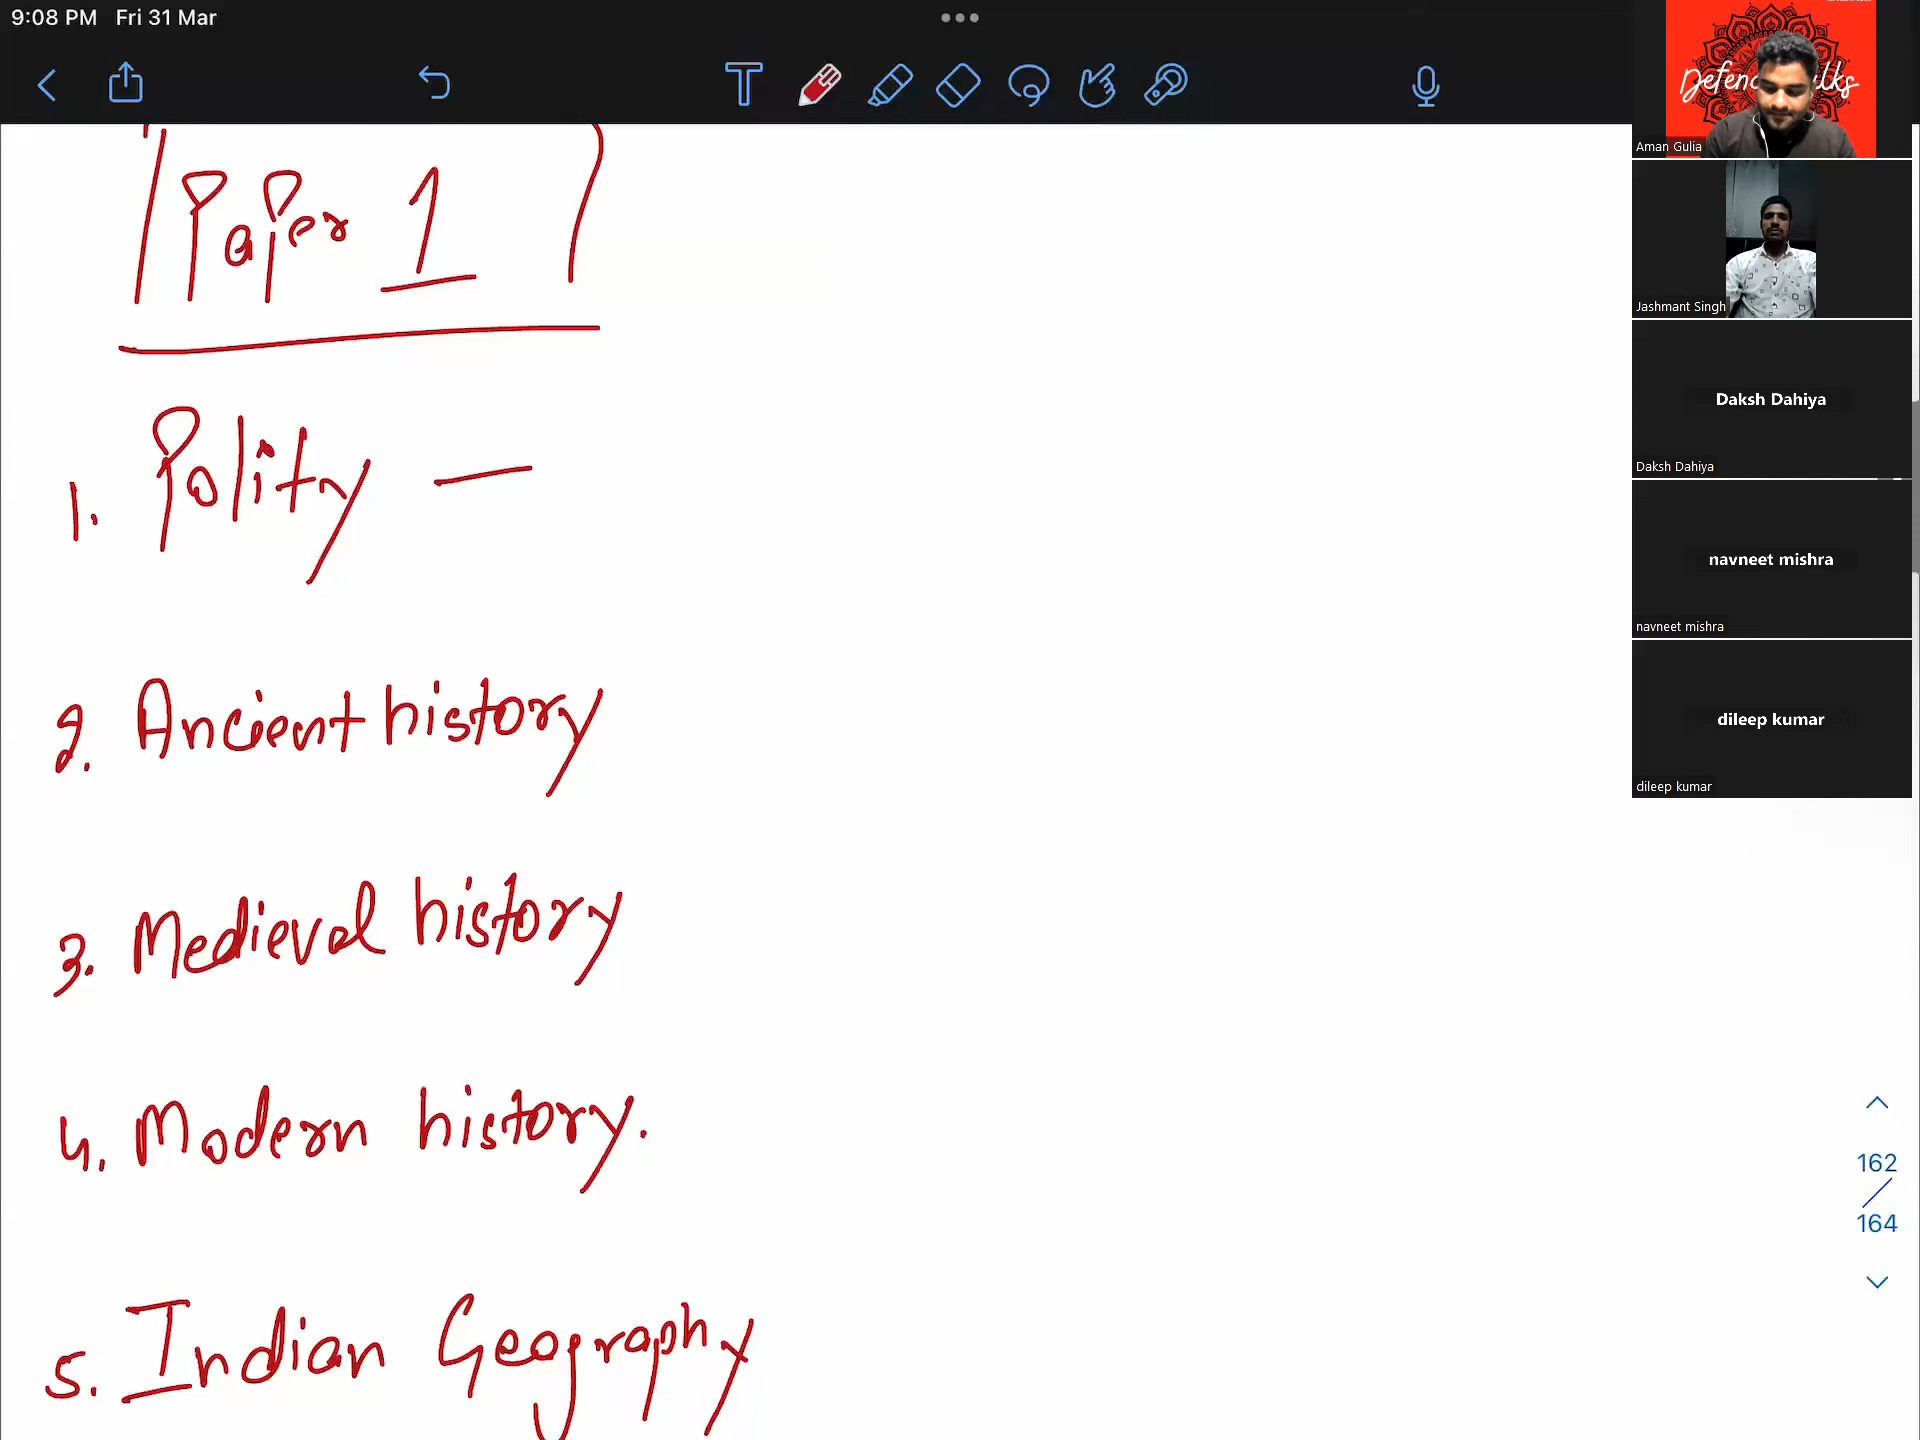 9:08 PM Fri 31 Mar
Paper 1
1. Polity —
2. Ancient history
3. Medieval history
4. Modern history.
5. Indian Geography
Aman Gulia
Jashmant Singh
Daksh Dahiya
Daksh Dahiya
navneet mishra
navneet mishra
dileep kumar
dileep kumar
162
/
164